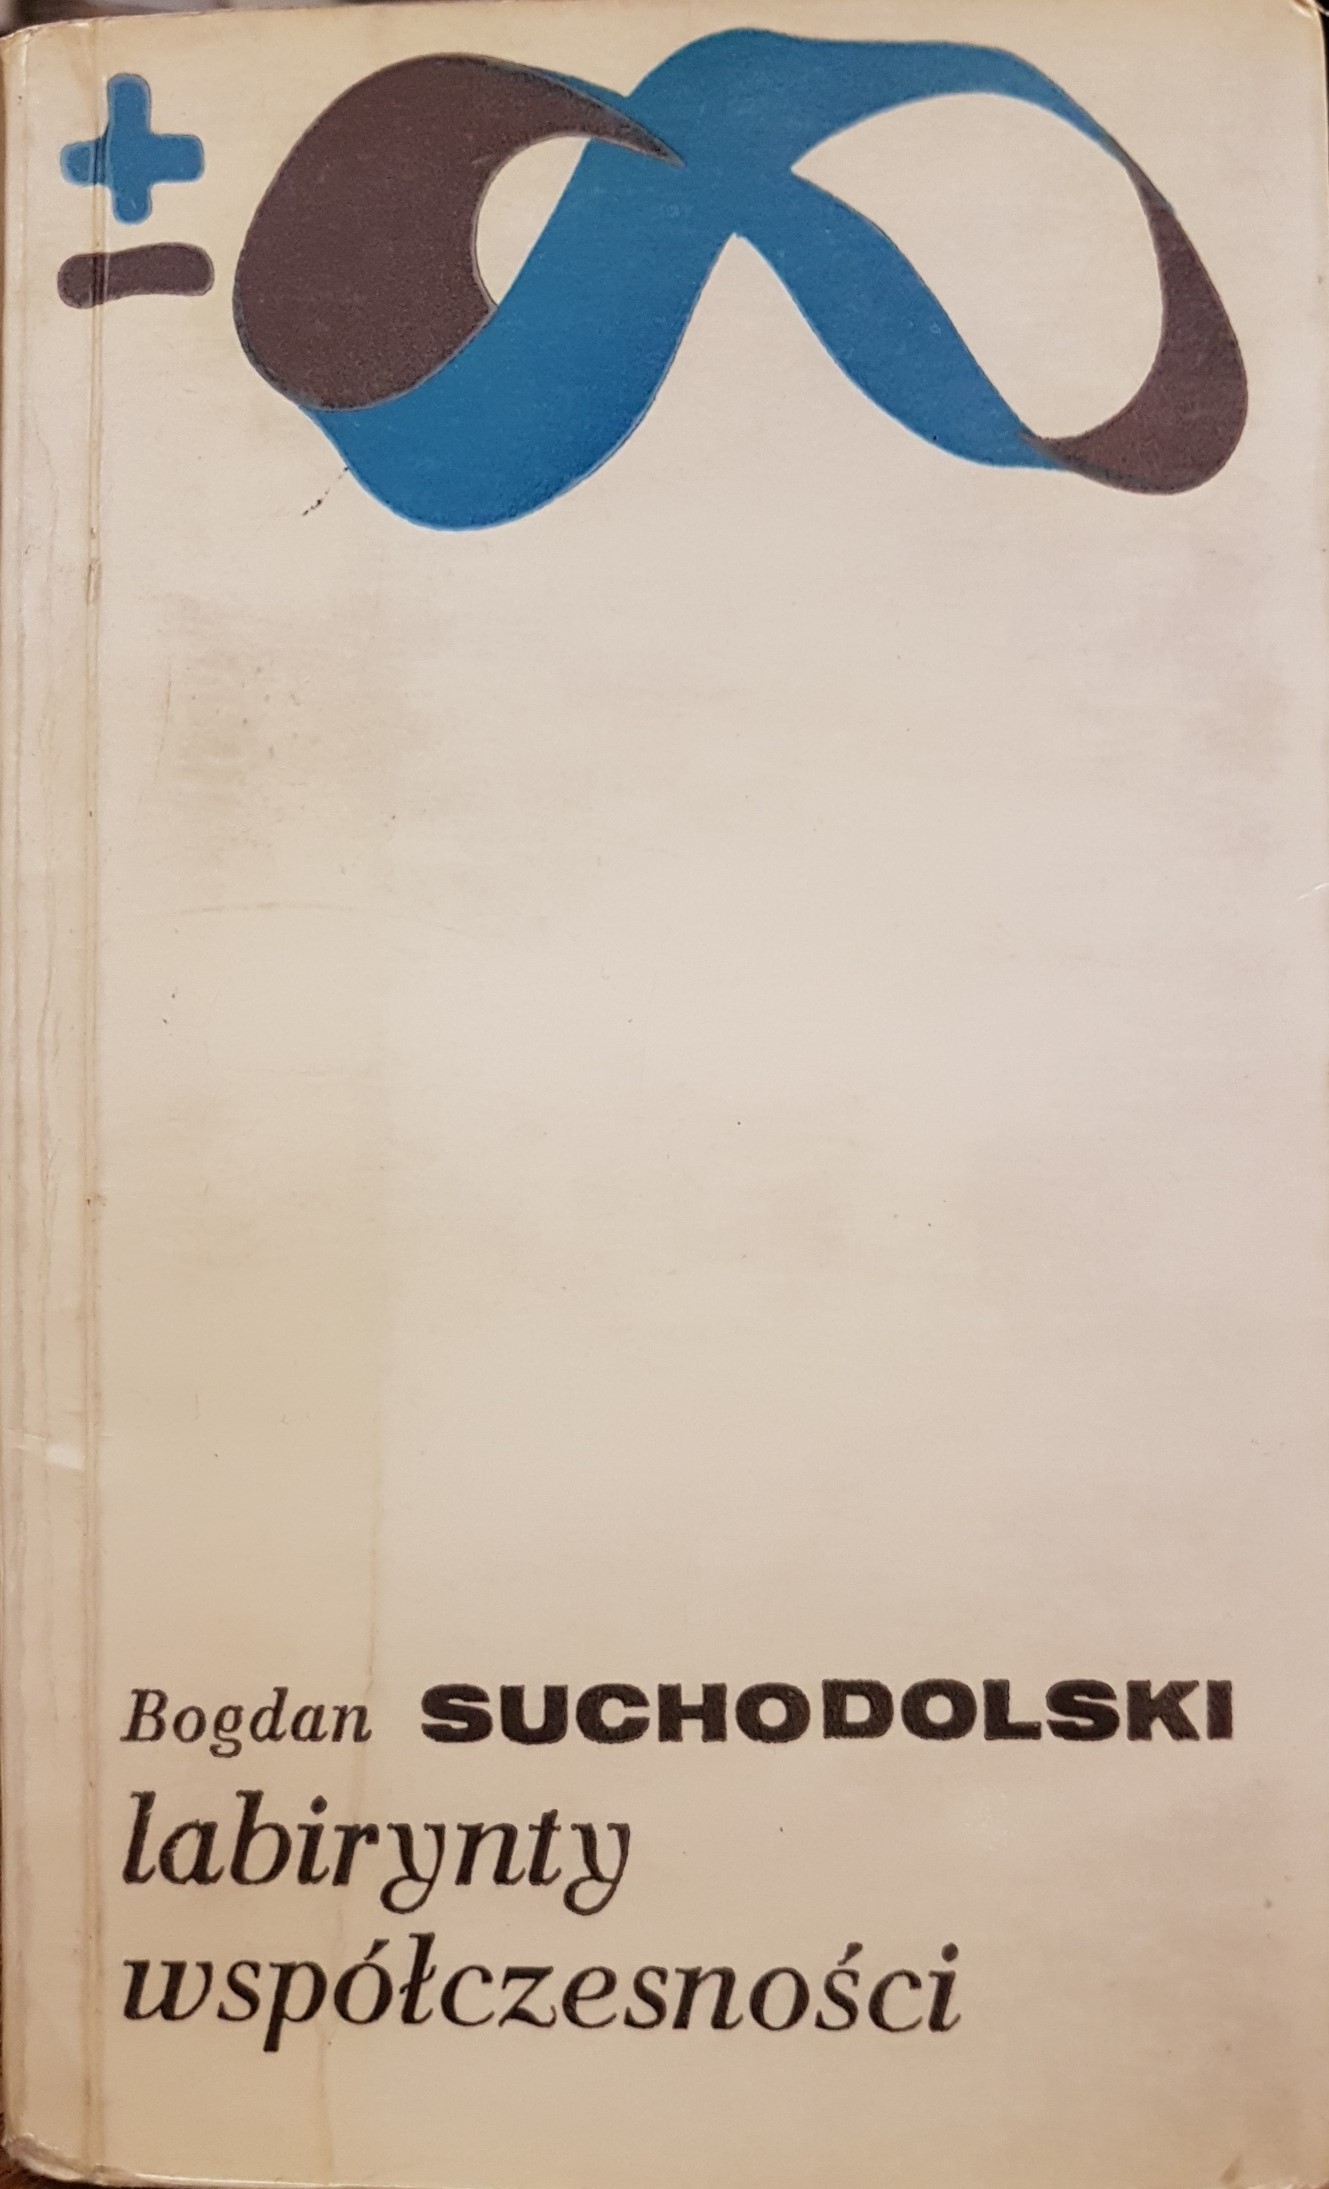 ±∞
Bogdan SUCHODOLSKI
labirynty
współczesności